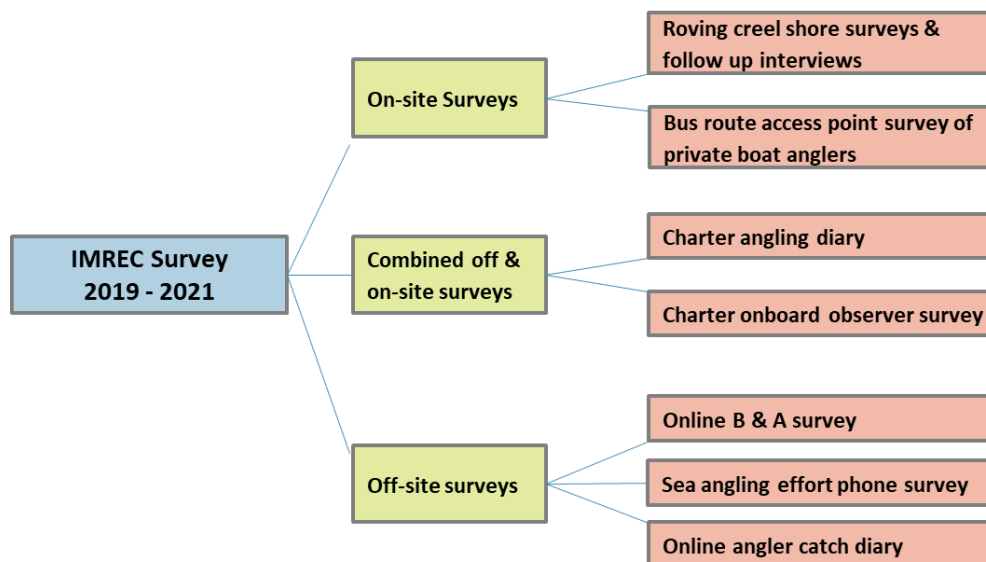 IMREC Survey
2019 - 2021
On-site Surveys
Roving creel shore surveys &
follow up interviews
Bus route access point survey of
private boat anglers
Combined off &
on-site surveys
Charter angling diary
Charter onboard observer survey
Off-site surveys
Online B & A survey
Sea angling effort phone survey
Online angler catch diary